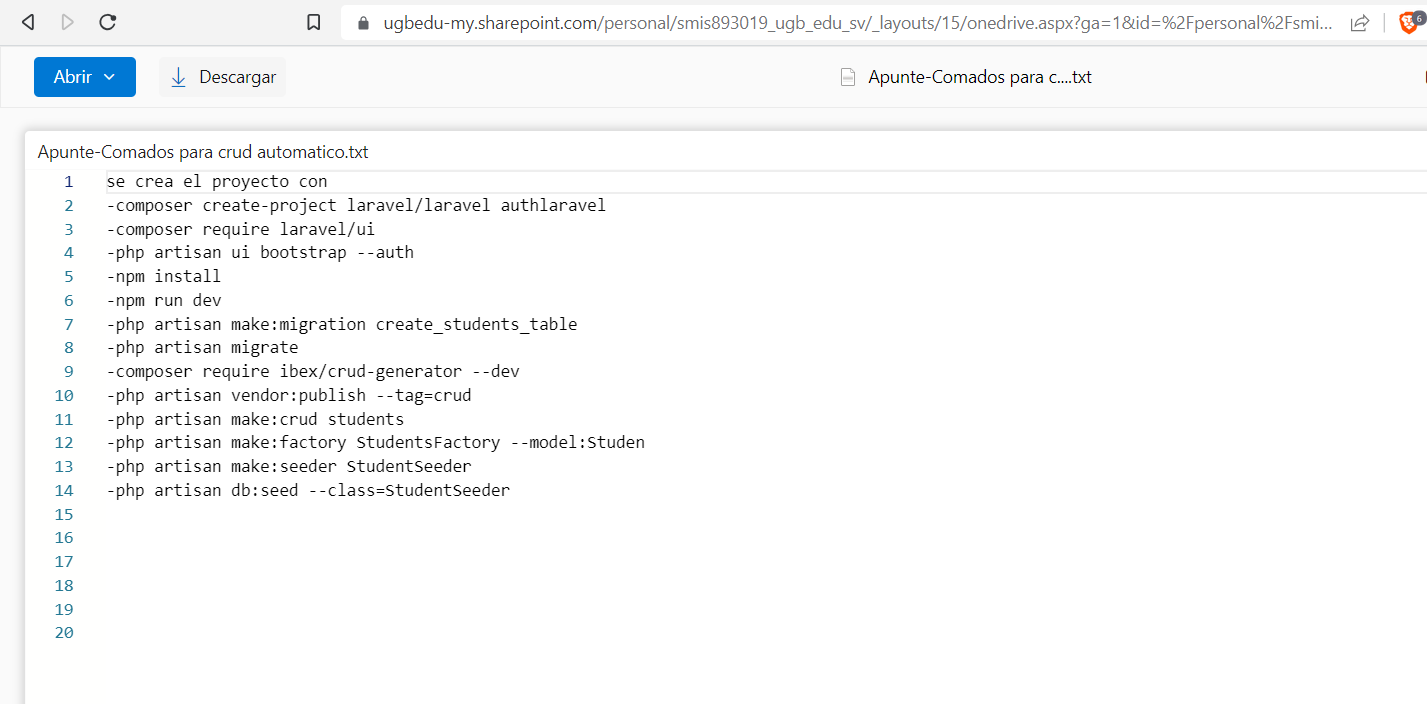 ugbedu-my.sharepoint.com/personal/smis893019_ugb_edu_sv/_layouts/15/onedrive.aspx?ga=1&id=%2Fpersonal%2Fsmi...
6
Abrir
Descargar
Apunte-Comados para c....txt
Apunte-Comados para crud automatico.txt
1 se crea el proyecto con
2 -composer create-project laravel/laravel authlaravel
3 -composer require laravel/ui
4 -php artisan ui bootstrap --auth
5 -npm install
6 -npm run dev
7 -php artisan make:migration create_students_table
8 -php artisan migrate
9 -composer require ibex/crud-generator --dev
10 -php artisan vendor:publish --tag=crud
11 -php artisan make:crud students
12 -php artisan make:factory StudentsFactory --model:Studen
13 -php artisan make:seeder StudentSeeder
14 -php artisan db:seed --class=StudentSeeder
15
16
17
18
19
20